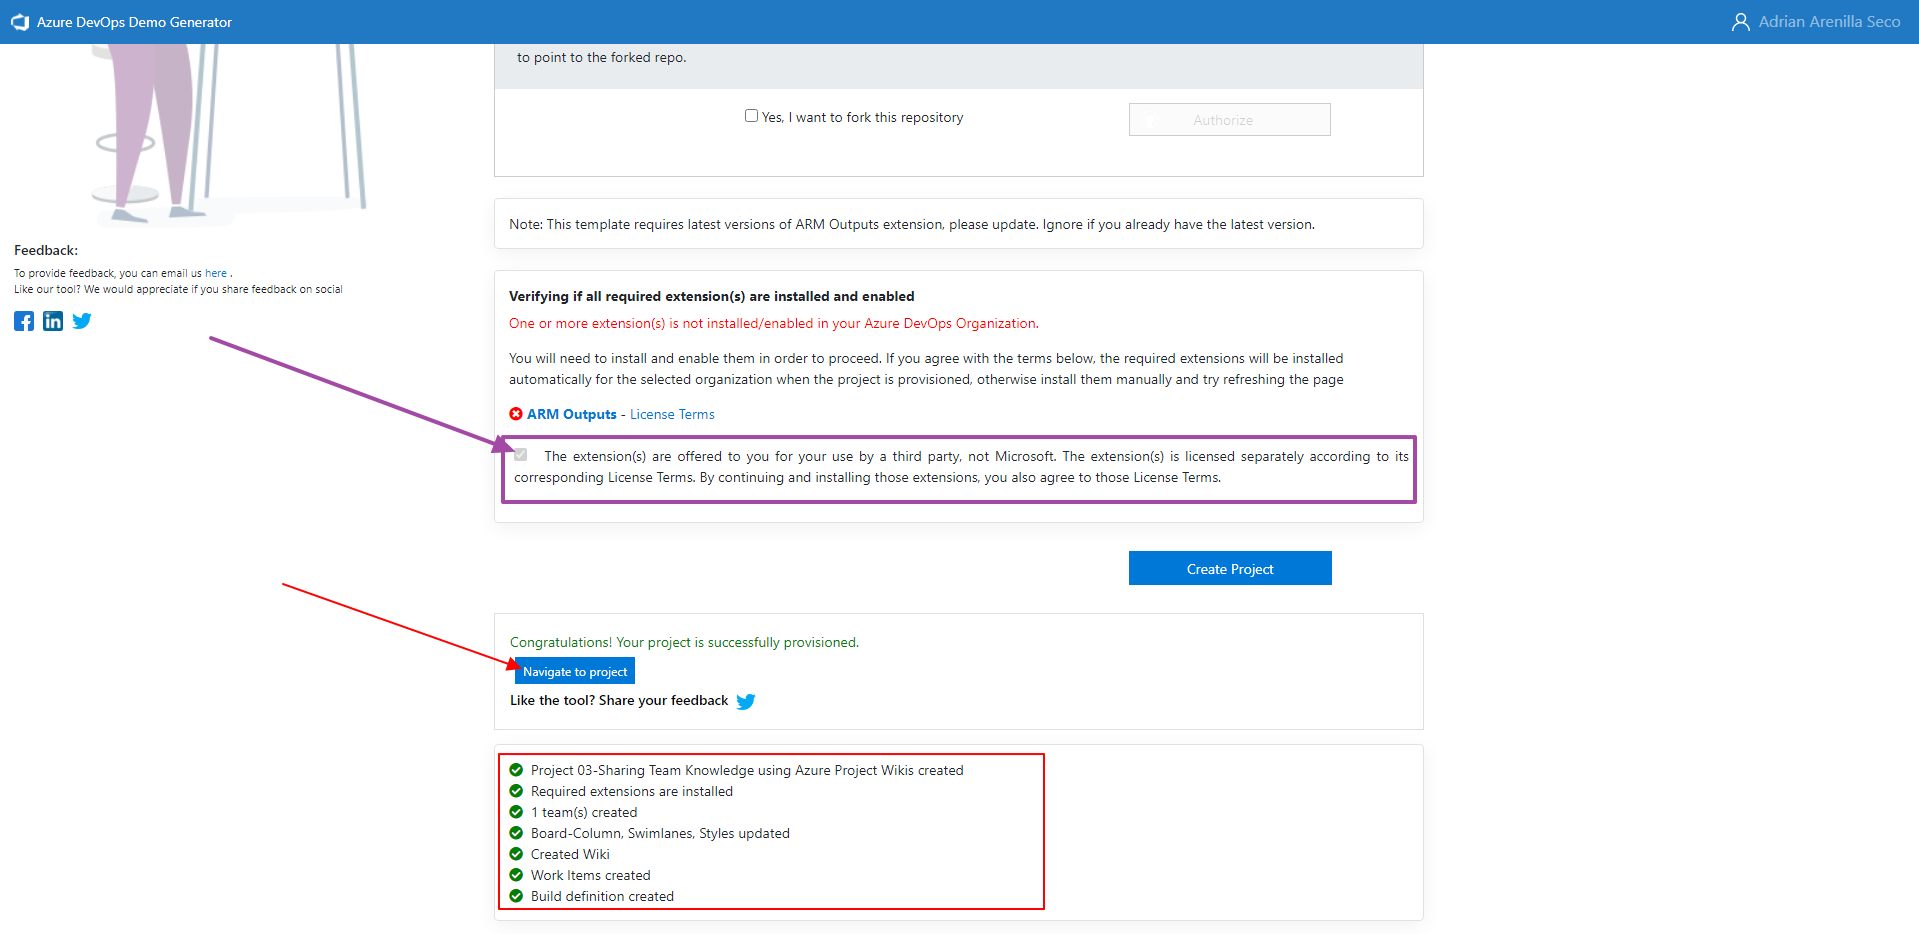 Azure DevOps Demo Generator
Adrian Arenilla Seco
to point to the forked repo.
Yes, I want to fork this repository
Authorize
Note: This template requires latest versions of ARM Outputs extension, please update. Ignore if you already have the latest version.
Feedback:
To provide feedback, you can email us here .
Like our tool? We would appreciate if you share feedback on social
Verifying if all required extension(s) are installed and enabled
One or more extension(s) is not installed/enabled in your Azure DevOps Organization.
You will need to install and enable them in order to proceed. If you agree with the terms below, the required extensions will be installed
automatically for the selected organization when the project is provisioned, otherwise install them manually and try refreshing the page
ARM Outputs - License Terms
The extension(s) are offered to you for your use by a third party, not Microsoft. The extension(s) is licensed separately according to its
corresponding License Terms. By continuing and installing those extensions, you also agree to those License Terms.
Create Project
Congratulations! Your project is successfully provisioned.
Navigate to project
Like the tool? Share your feedback
Project 03-Sharing Team Knowledge using Azure Project Wikis created
Required extensions are installed
1 team(s) created
Board-Column, Swimlanes, Styles updated
Created Wiki
Work Items created
Build definition created